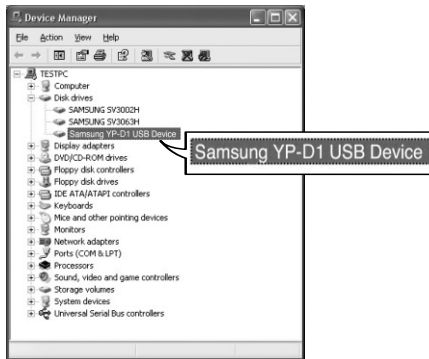 Device Manager
File Action View Help
TESTPC
Computer
Disk drives
SAMSUNG SV3002H
SAMSUNG SV3063H
Samsung YP-D1 USB Device
Samsung YP-D1 USB Device
Display adapters
DVD/CD-ROM drives
Floppy disk controllers
Floppy disk drives
IDE ATA/ATAPI controllers
Keyboards
Mice and other pointing devices
Monitors
Network adapters
Ports (COM & LPT)
Processors
Sound, video and game controllers
Storage volumes
System devices
Universal Serial Bus controllers